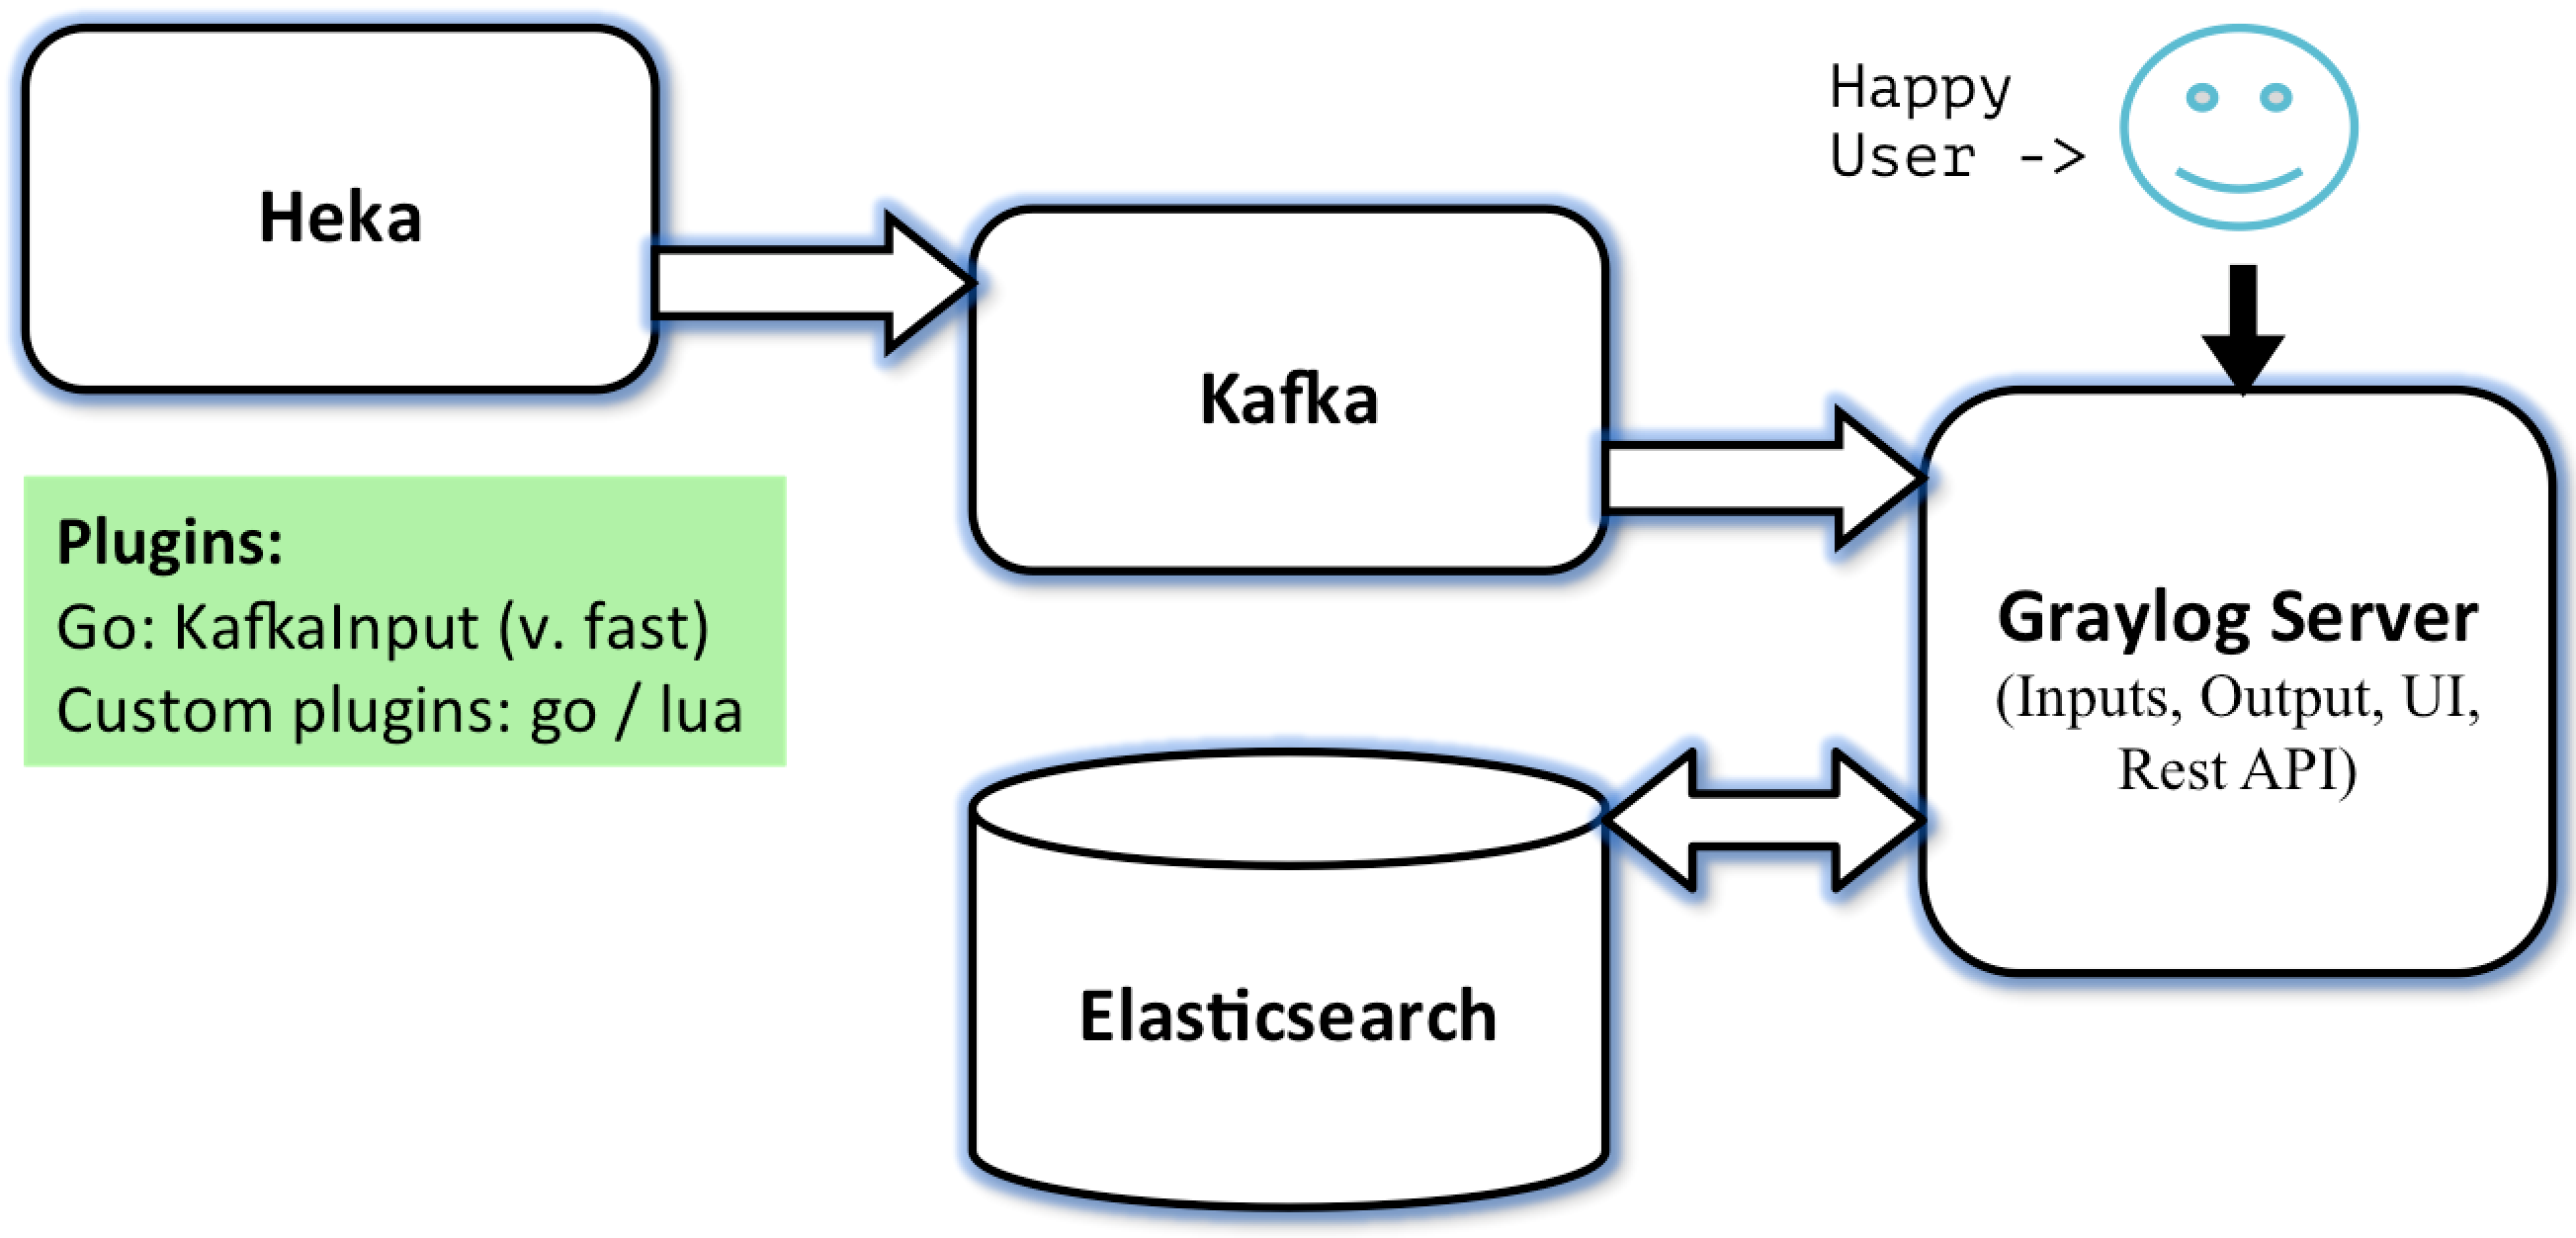 Heka
Happy
User ->
Kafka
Plugins:
Go: KafkaInput (v. fast)
Custom plugins: go / lua
Graylog Server
(Inputs, Output, UI,
Rest API)
Elasticsearch